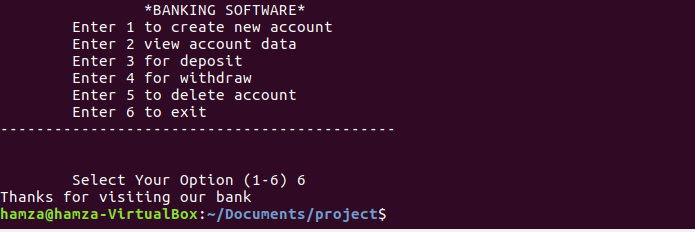 *BANKING SOFTWARE*
Enter 1 to create new account
Enter 2 view account data
Enter 3 for deposit
Enter 4 for withdraw
Enter 5 to delete account
Enter 6 to exit
--------------------------------------------
Select Your Option (1-6) 6
Thanks for visiting our bank
hamza@hamza-VirtualBox:~/Documents/project$